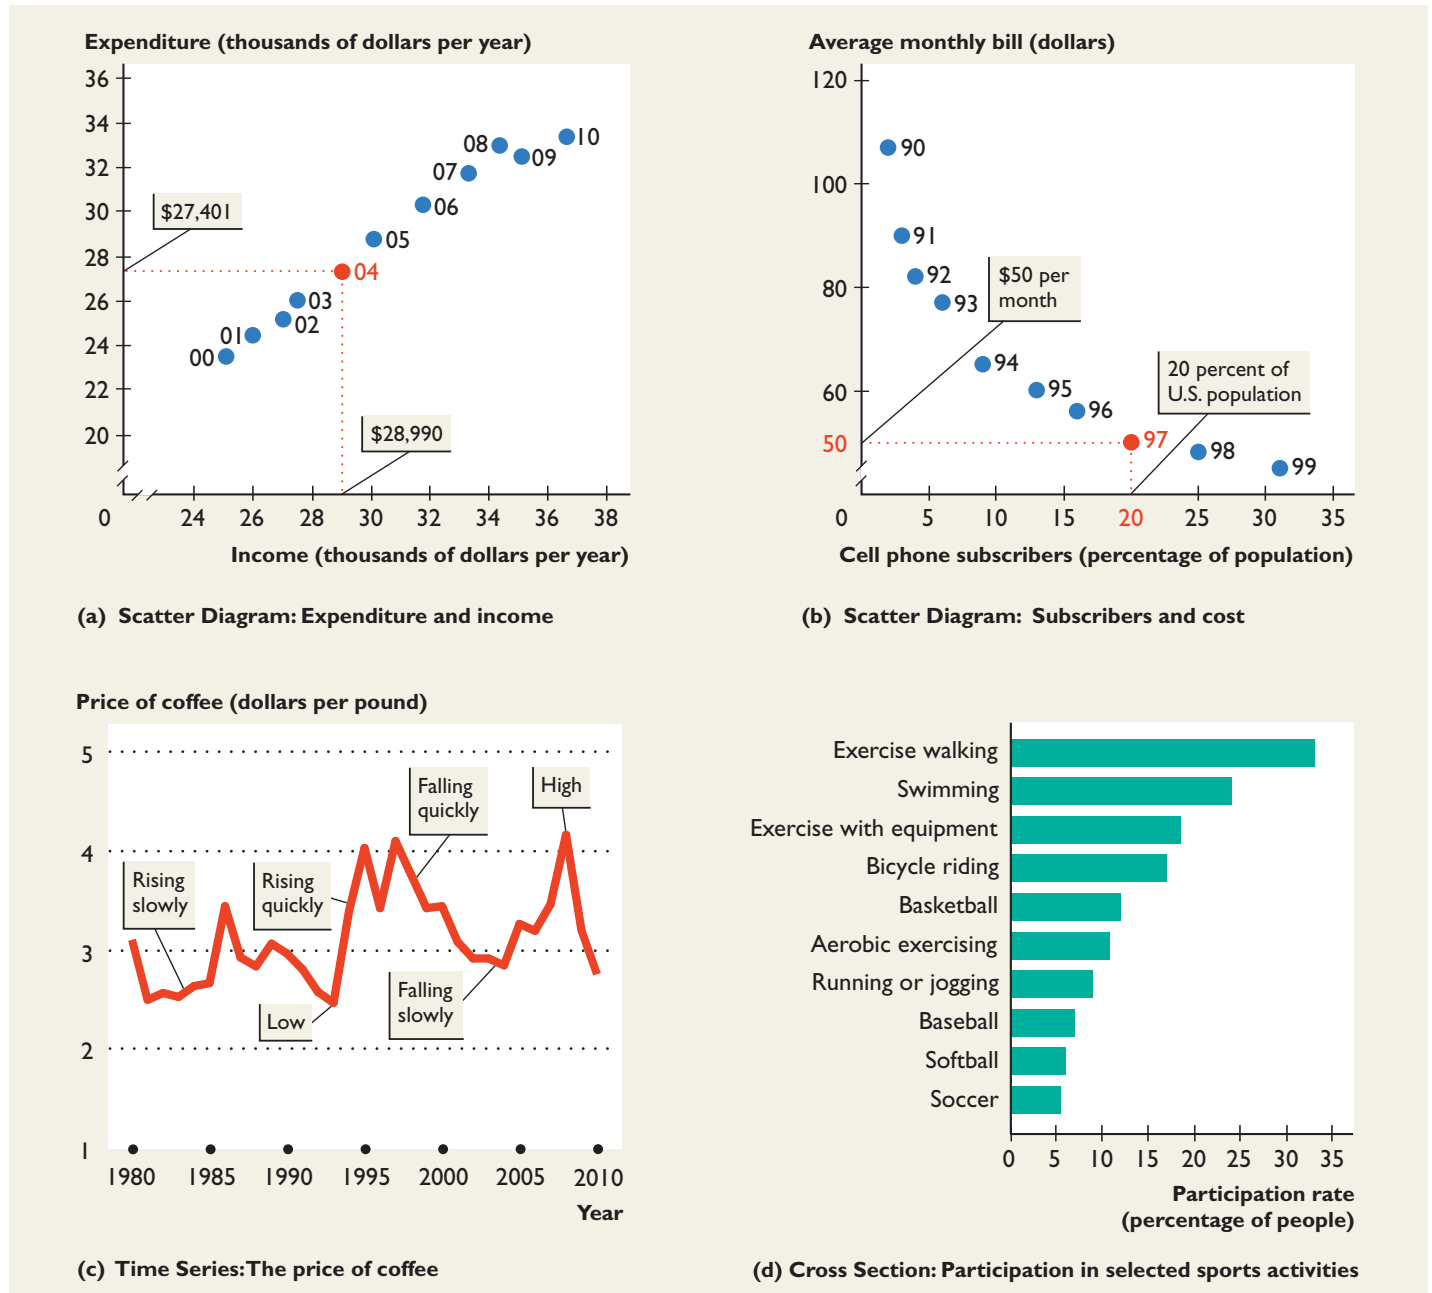 Expenditure (thousands of dollars per year)
36
34
32
30
28
26
24
22
20
0
24
26
28
30
32
34
36
38
$27,401
$28,990
00
01
02
03
04
05
06
07
08
09
10
Income (thousands of dollars per year)
(a) Scatter Diagram: Expenditure and income
Average monthly bill (dollars)
120
100
80
60
50
0
5
10
15
20
25
30
35
90
91
92
93
94
95
96
97
98
99
$50 per
month
20 percent of
U.S. population
Cell phone subscribers (percentage of population)
(b) Scatter Diagram: Subscribers and cost
Price of coffee (dollars per pound)
5
4
3
2
1
Rising
slowly
Rising
quickly
Falling
quickly
High
Low
Falling
slowly
1980
1985
1990
1995
2000
2005
2010
Year
(c) Time Series:The price of coffee
Exercise walking
Swimming
Exercise with equipment
Bicycle riding
Basketball
Aerobic exercising
Running or jogging
Baseball
Softball
Soccer
0
5
10
15
20
25
30
35
Participation rate
(percentage of people)
(d) Cross Section: Participation in selected sports activities